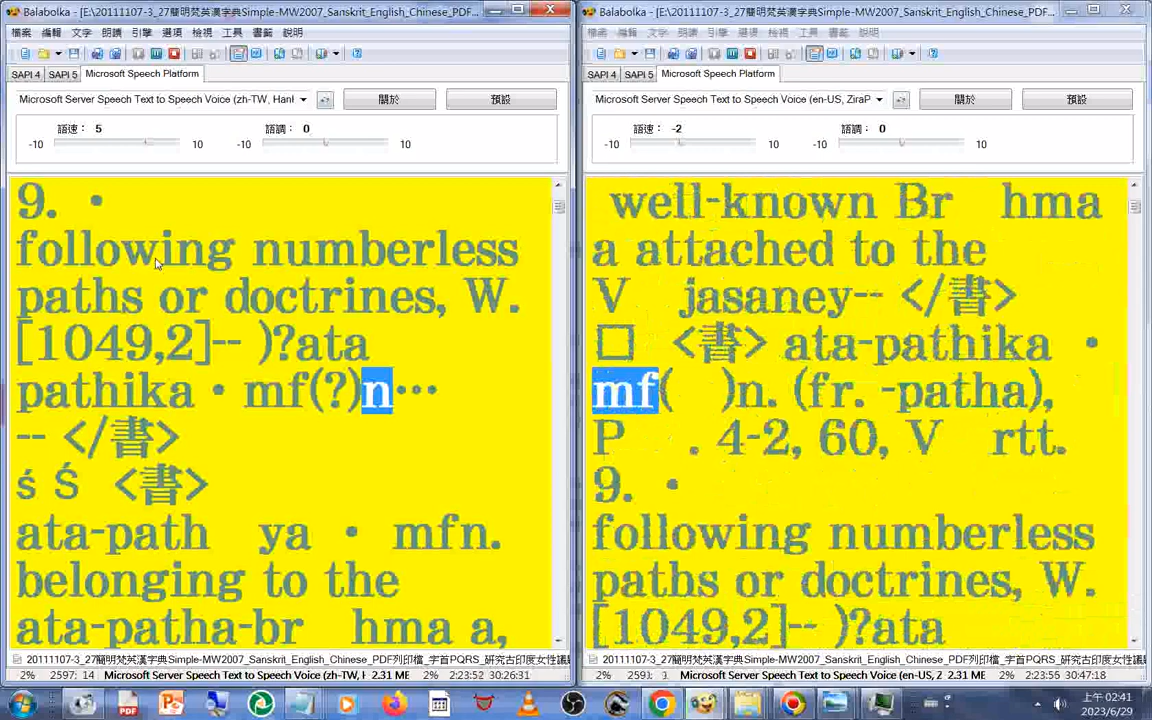 Balabolka - [E:\20111107-3_27簡明梵英漢字典Simple-MW2007_Sanskrit_English_Chinese_PDF...
檔案 編輯 文字 朗讀 引擎 選項 檢視 工具 書籤 說明
SAPI 4 SAPI 5 Microsoft Speech Platform
Microsoft Server Speech Text to Speech Voice (zh-TW, Hanl
關於 預設
語速： 5 語調： 0
-10 10 -10 10
9. •
following numberless
paths or doctrines, W.
[1049,2]-- )?ata
pathika • mf(?)n…
-- </書>
ś Ś <書>
ata-path ya • mfn.
belonging to the
ata-patha-br hma a,
20111107-3_27簡明梵英漢字典Simple-MW2007_Sanskrit_English_Chinese_PDF列印檔_字首PQRS_研究古印度女性議
2% 2597; 14 Microsoft Server Speech Text to Speech Voice (zh-TW, H 2.31 ME 2% 2:23:52 30:26:31
Balabolka - [E:\20111107-3_27簡明梵英漢字典Simple-MW2007_Sanskrit_English_Chinese_PDF...
檔案 編輯 文字 朗讀 引擎 選項 檢視 工具 書籤 說明
SAPI 4 SAPI 5 Microsoft Speech Platform
Microsoft Server Speech Text to Speech Voice (en-US, ZiraP
關於 預設
語速： -2 語調： 0
-10 10 -10 10
well-known Br hma
a attached to the
V jasaney-- </書>
□ <書> ata-pathika •
mf( )n. (fr. -patha),
P . 4-2, 60, V rtt.
9. •
following numberless
paths or doctrines, W.
[1049,2]-- )?ata
20111107-3_27簡明梵英漢字典Simple-MW2007_Sanskrit_English_Chinese_PDF列印檔_字首PQRS_研究古印度女性議
2% 2591; Microsoft Server Speech Text to Speech Voice (en-US, Z 2.31 ME 2% 2:23:55 30:47:18
上午 02:41
2023/6/29